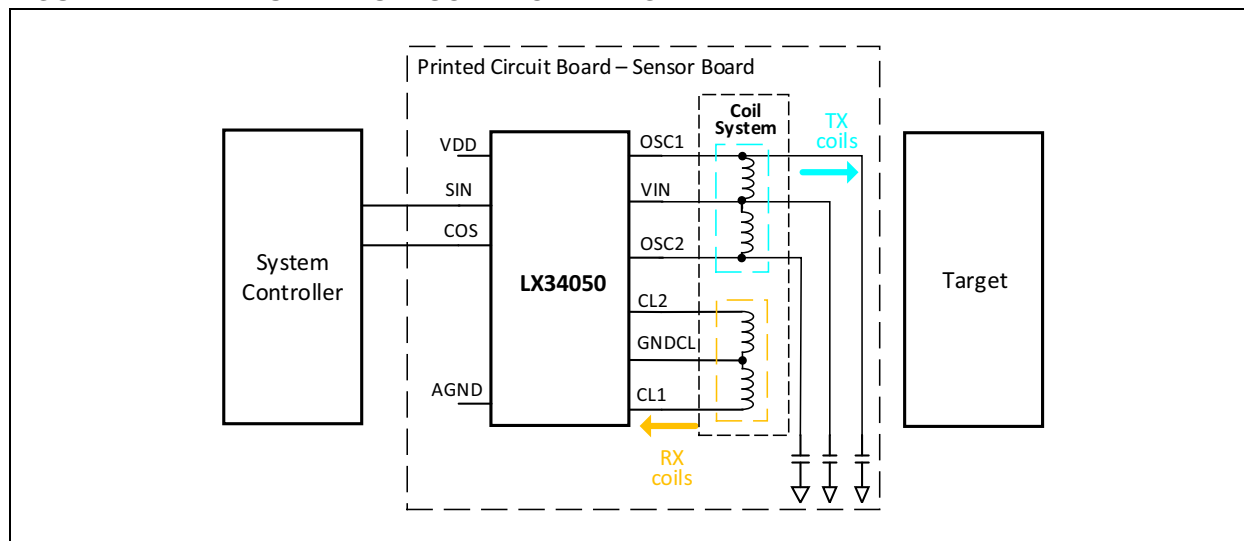 Printed Circuit Board – Sensor Board
Coil
System
TX
coils
VDD
OSC1
SIN
VIN
COS
OSC2
System
Controller
LX34050
Target
CL2
GNDCL
AGND
CL1
RX
coils